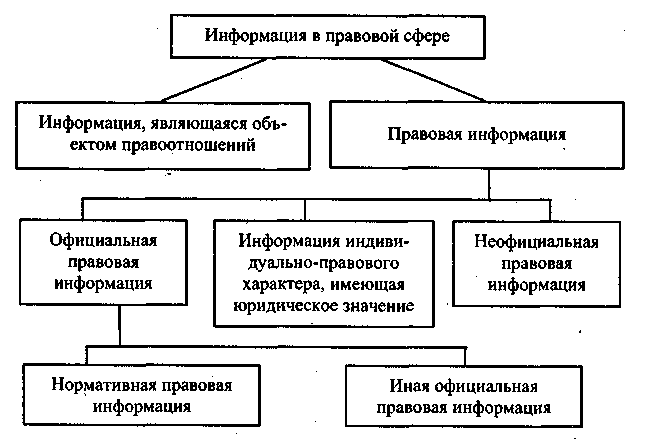 Информация в правовой сфере
Информация, являющаяся объ-
ектом правоотношений
Правовая информация
Официальная
правовая
информация
Информация индиви-
дуально-правового
характера, имеющая
юридическое значение
Неофициальная
правовая
информация
Нормативная правовая
информация
Иная официальная
правовая информация